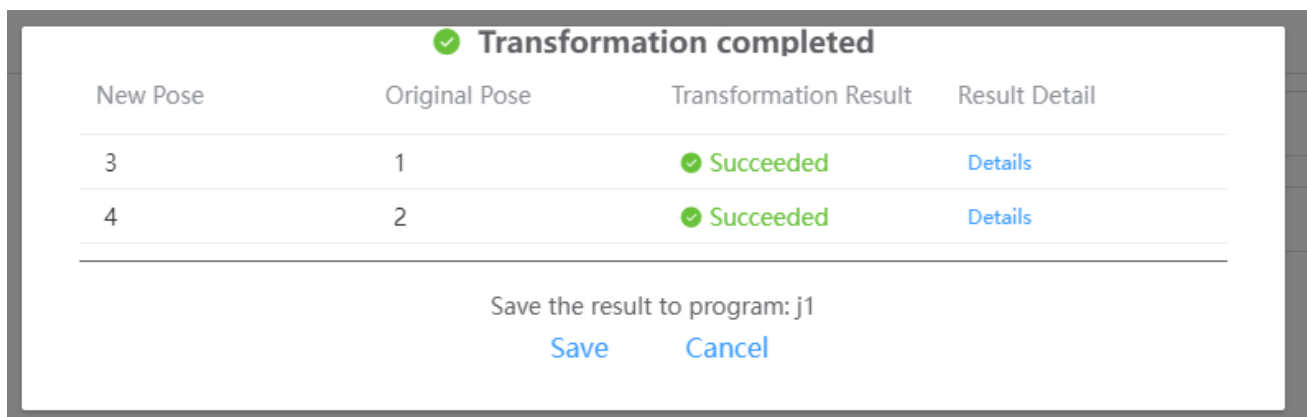 Transformation completed
New Pose Original Pose Transformation Result Result Detail
3 1 Succeeded Details
4 2 Succeeded Details
Save the result to program: j1
Save Cancel